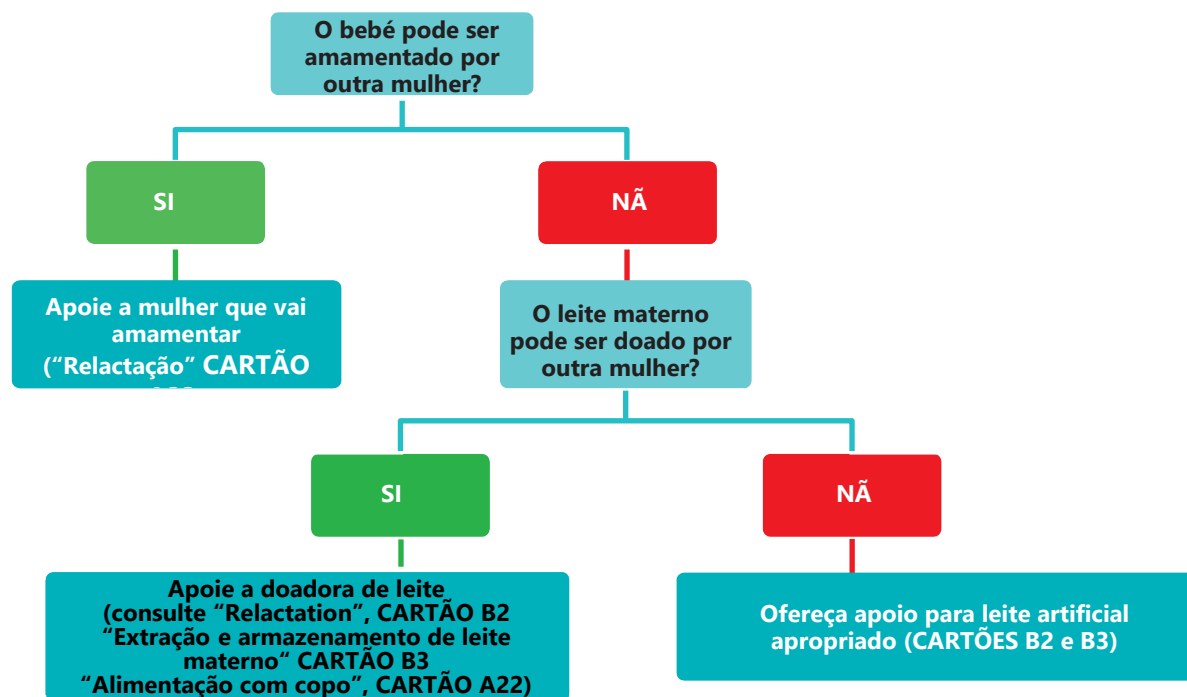 O bebé pode ser
amamentado por
outra mulher?
SI
NÃ
Apoie a mulher que vai
amamentar
(“Relactação” CARTÃO
O leite materno
pode ser doado por
outra mulher?
SI
NÃ
Apoie a doadora de leite
(consulte “Relactation”, CARTÃO B2
“Extração e armazenamento de leite
materno“ CARTÃO B3
“Alimentação com copo”, CARTÃO A22)
Ofereça apoio para leite artificial
apropriado (CARTÕES B2 e B3)